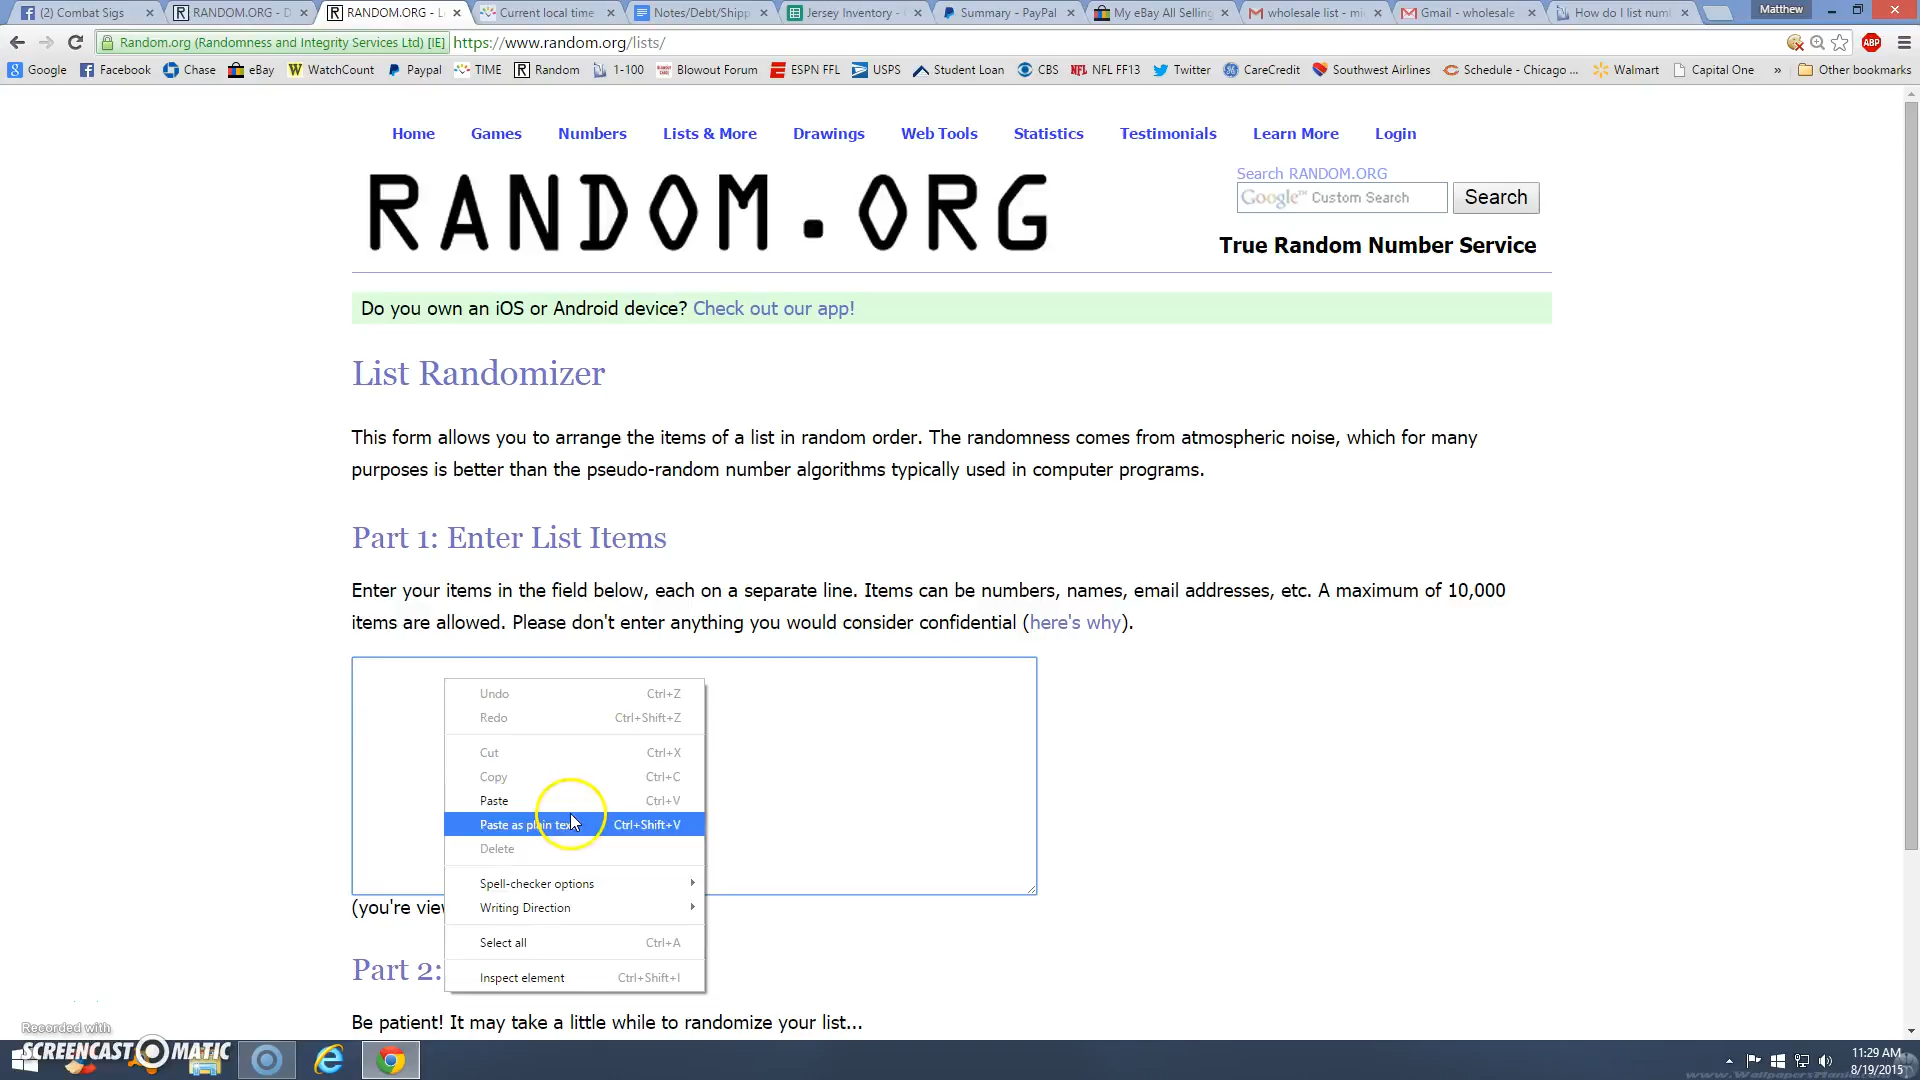 (2) Combat Sigs
RANDOM.ORG - D
RANDOM.ORG - L
Current local time
Notes/Debt/Shipp
Jersey Inventory -
Summary - PayPal
My eBay All Selling
wholesale list - mi
Gmail - wholesale
How do I list num
Matthew
Random.org (Randomness and Integrity Services Ltd) [IE]
https://www.random.org/lists/
ABP
Google
Facebook
Chase
eBay
WatchCount
Paypal
TIME
Random
1-100
Blowout Forum
ESPN FFL
USPS
Student Loan
CBS
NFL FF13
Twitter
CareCredit
Southwest Airlines
Schedule - Chicago ...
Walmart
Capital One
»
Other bookmarks
Home
Games
Numbers
Lists & More
Drawings
Web Tools
Statistics
Testimonials
Learn More
Login
RANDOM.ORG
Search RANDOM.ORG
Google™ Custom Search
Search
True Random Number Service
Do you own an iOS or Android device? Check out our app!
List Randomizer
This form allows you to arrange the items of a list in random order. The randomness comes from atmospheric noise, which for many
purposes is better than the pseudo-random number algorithms typically used in computer programs.
Part 1: Enter List Items
Enter your items in the field below, each on a separate line. Items can be numbers, names, email addresses, etc. A maximum of 10,000
items are allowed. Please don't enter anything you would consider confidential (here's why).
Undo Ctrl+Z
Redo Ctrl+Shift+Z
Cut Ctrl+X
Copy Ctrl+C
Paste Ctrl+V
Paste as plain text Ctrl+Shift+V
Delete
Spell-checker options
Writing Direction
Select all Ctrl+A
Inspect element Ctrl+Shift+I
(you're view
Part 2:
Be patient! It may take a little while to randomize your list...
Recorded with
SCREENCAST MATIC
11:29 AM
8/19/2015